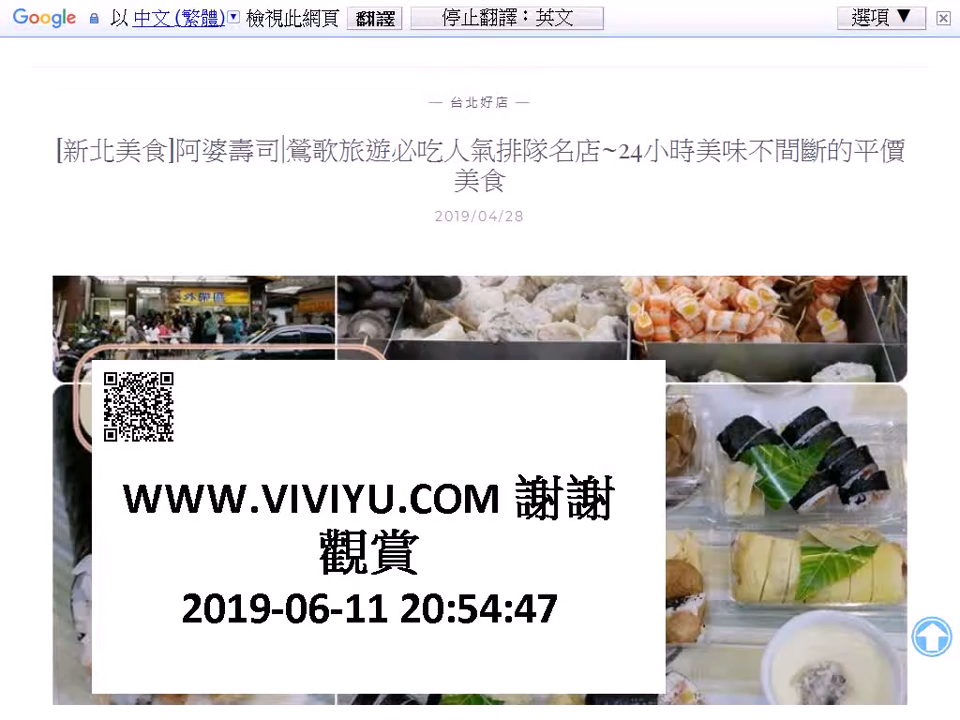 Google 以 中文 (繁體) 檢視此網頁 翻譯 停止翻譯：英文 選項 ▼
— 台北好店 —
[新北美食]阿婆壽司|鶯歌旅遊必吃人氣排隊名店~24小時美味不間斷的平價
美食
2019/04/28
WWW.VIVIYU.COM 謝謝
觀賞
2019-06-11 20:54:47